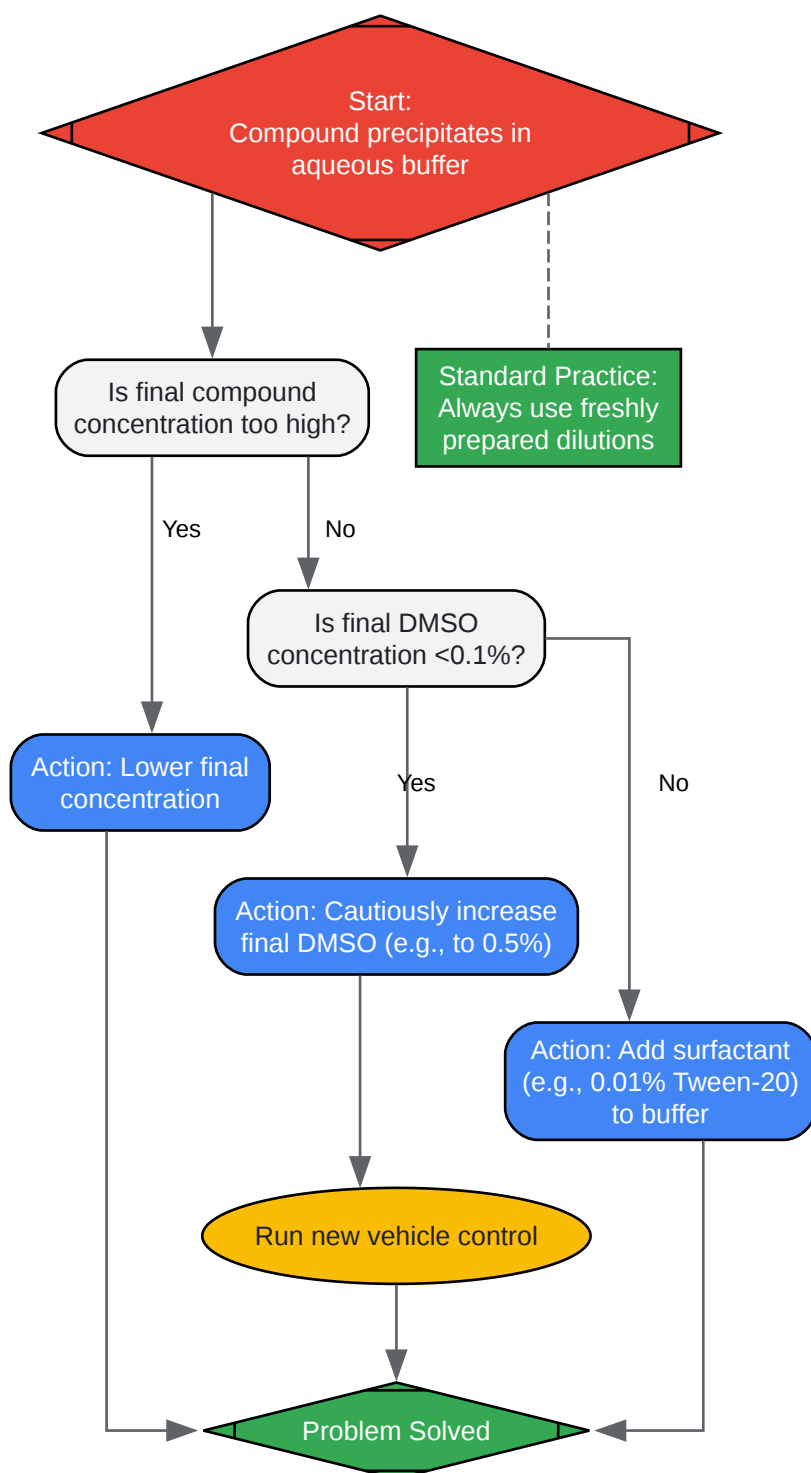 Start:
Compound precipitates in
aqueous buffer
Is final compound
concentration too high?
Standard Practice:
Always use freshly
prepared dilutions
Yes
No
Is final DMSO
concentration <0.1%?
Action: Lower final
concentration
Yes
No
Action: Cautiously increase
final DMSO (e.g., to 0.5%)
Action: Add surfactant
(e.g., 0.01% Tween-20)
to buffer
Run new vehicle control
Problem Solved